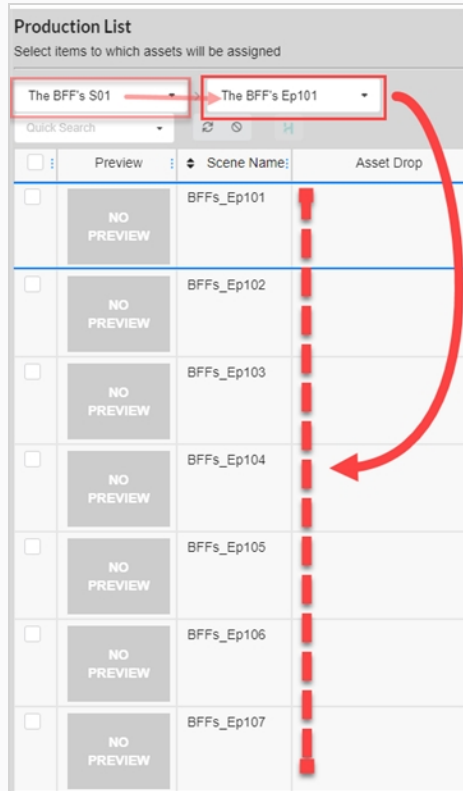 Production List
Select items to which assets will be assigned
The BFF's S01 The BFF's Ep101
Quick Search
Preview Scene Name Asset Drop
NO PREVIEW BFFs_Ep101
NO PREVIEW BFFs_Ep102
NO PREVIEW BFFs_Ep103
NO PREVIEW BFFs_Ep104
NO PREVIEW BFFs_Ep105
NO PREVIEW BFFs_Ep106
NO PREVIEW BFFs_Ep107